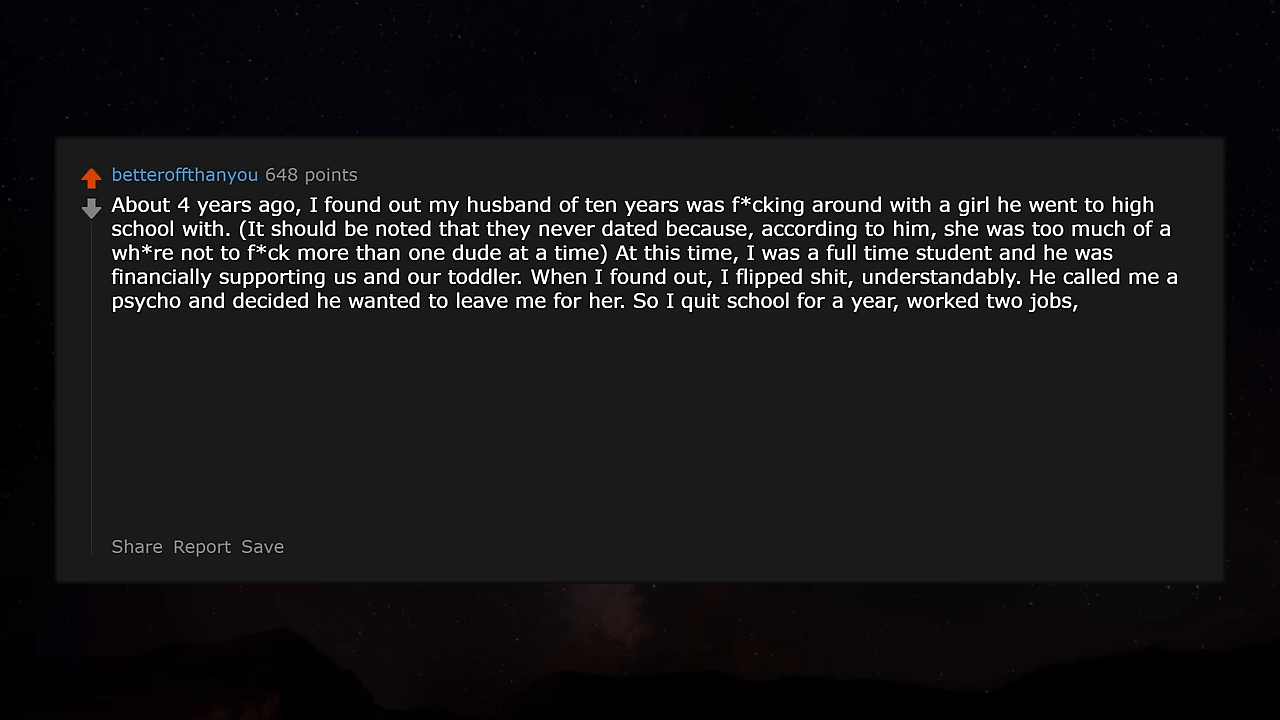 betteroffthanyou 648 points
About 4 years ago, I found out my husband of ten years was f*cking around with a girl he went to high
school with. (It should be noted that they never dated because, according to him, she was too much of a
wh*re not to f*ck more than one dude at a time) At this time, I was a full time student and he was
financially supporting us and our toddler. When I found out, I flipped shit, understandably. He called me a
psycho and decided he wanted to leave me for her. So I quit school for a year, worked two jobs,
Share Report Save